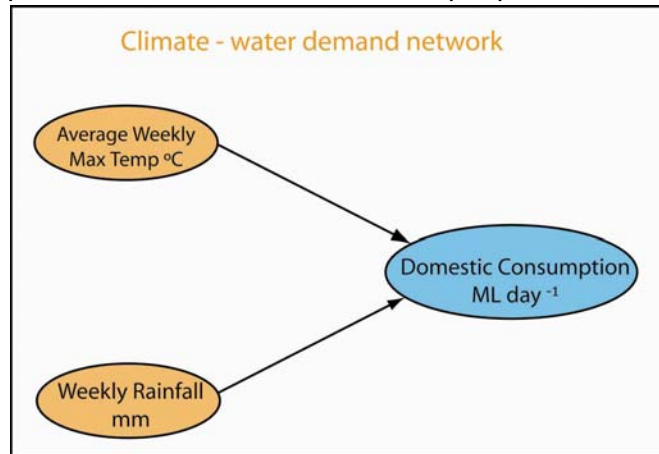 Climate - water demand network
Average Weekly
Max Temp ºC
Domestic Consumption
ML day ⁻¹
Weekly Rainfall
mm